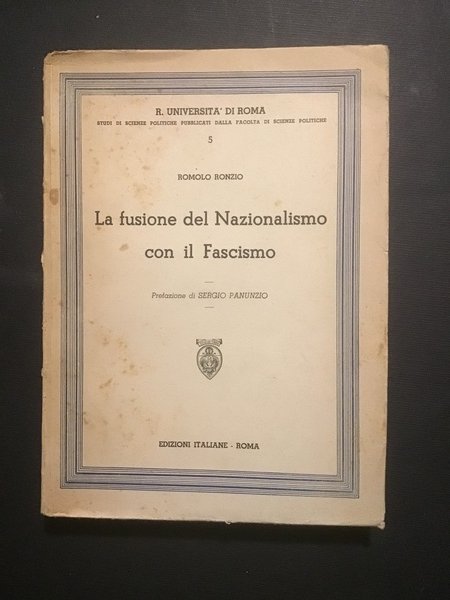 R. UNIVERSITA' DI ROMA
STUDI DI SCIENZE POLITICHE PUBBLICATI DALLA FACOLTA DI SCIENZE POLITICHE
5
ROMOLO RONZIO
La fusione del Nazionalismo
con il Fascismo
Prefazione di SERGIO PANUNZIO
EDIZIONI ITALIANE - ROMA